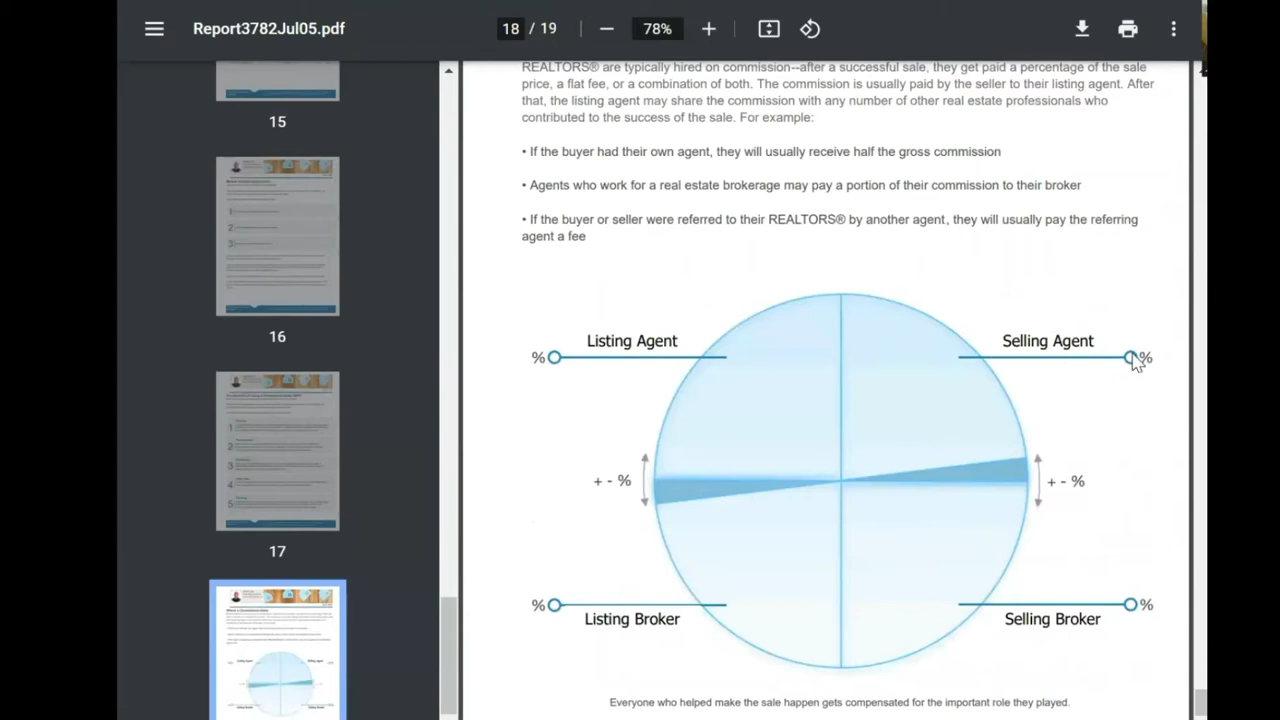 Report3782Jul05.pdf
18 / 19
78%
15
16
17
REALTORS® are typically hired on commission--after a successful sale, they get paid a percentage of the sale
price, a flat fee, or a combination of both. The commission is usually paid by the seller to their listing agent. After
that, the listing agent may share the commission with any number of other real estate professionals who
contributed to the success of the sale. For example:
• If the buyer had their own agent, they will usually receive half the gross commission
• Agents who work for a real estate brokerage may pay a portion of their commission to their broker
• If the buyer or seller were referred to their REALTORS® by another agent, they will usually pay the referring
agent a fee
Listing Agent
Selling Agent
%
%
+ - %
+ - %
%
%
Listing Broker
Selling Broker
Everyone who helped make the sale happen gets compensated for the important role they played.